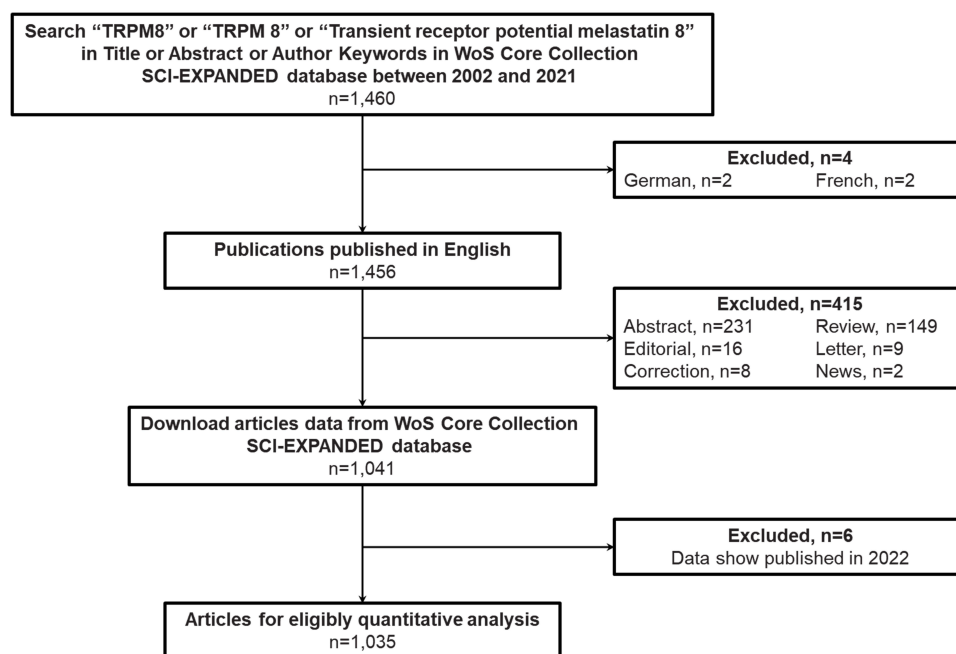 Search “TRPM8” or “TRPM 8” or “Transient receptor potential melastatin 8”
in Title or Abstract or Author Keywords in WoS Core Collection
SCI-EXPANDED database between 2002 and 2021
n=1,460
Excluded, n=4
German, n=2 French, n=2
Publications published in English
n=1,456
Excluded, n=415
Abstract, n=231 Review, n=149
Editorial, n=16 Letter, n=9
Correction, n=8 News, n=2
Download articles data from WoS Core Collection
SCI-EXPANDED database
n=1,041
Excluded, n=6
Data show published in 2022
Articles for eligibly quantitative analysis
n=1,035